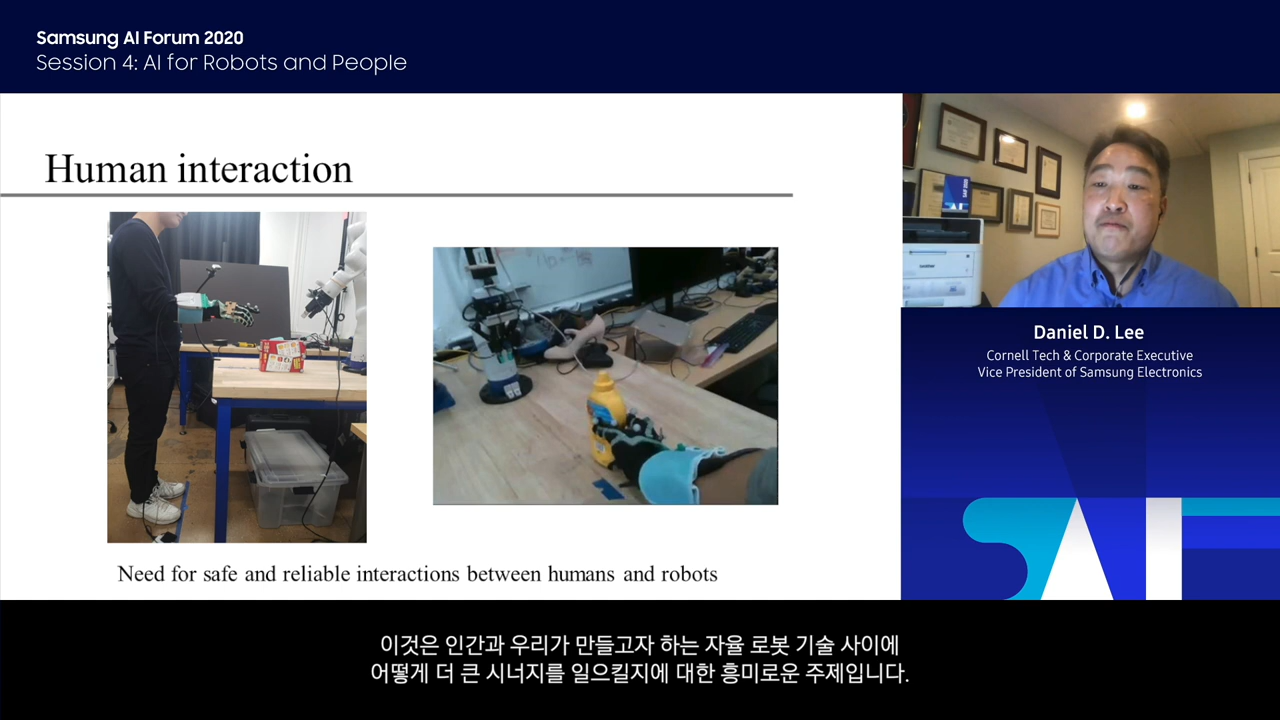 Samsung AI Forum 2020
Session 4: AI for Robots and People
Human interaction
Need for safe and reliable interactions between humans and robots
Daniel D. Lee
Cornell Tech & Corporate Executive
Vice President of Samsung Electronics
SAIF
이것은 인간과 우리가 만들고자 하는 자율 로봇 기술 사이에
어떻게 더 큰 시너지를 일으킬지에 대한 흥미로운 주제입니다.